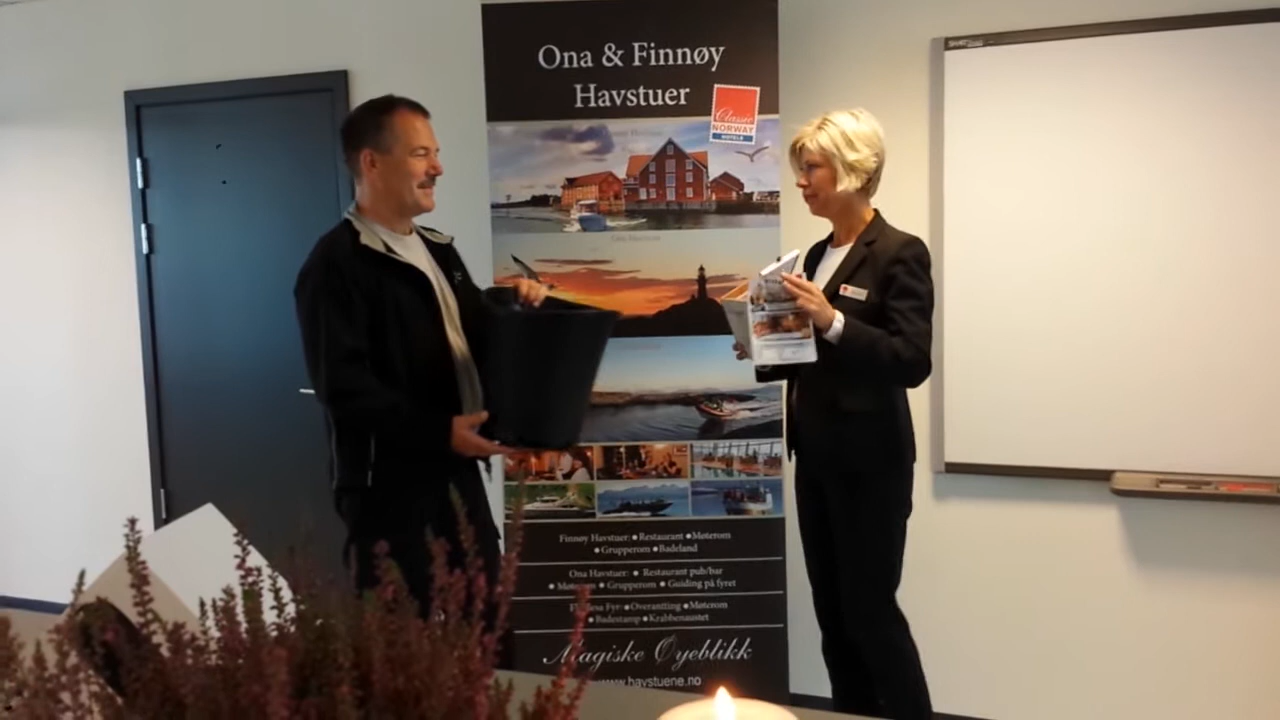 Ona & Finnøy
Havstuer
Classic
NORWAY
HOTELS
Finnøy Havstuer: •Restaurant •Møterom
•Grupperom •Badeland
Ona Havstuer: • Restaurant pub/bar
• Møterom • Grupperom • Guiding på fyret
Fyr: •Overnatting •Møterom
•Badestamp •Krabbenaustet
Magiske Øyeblikk
www.havstuene.no